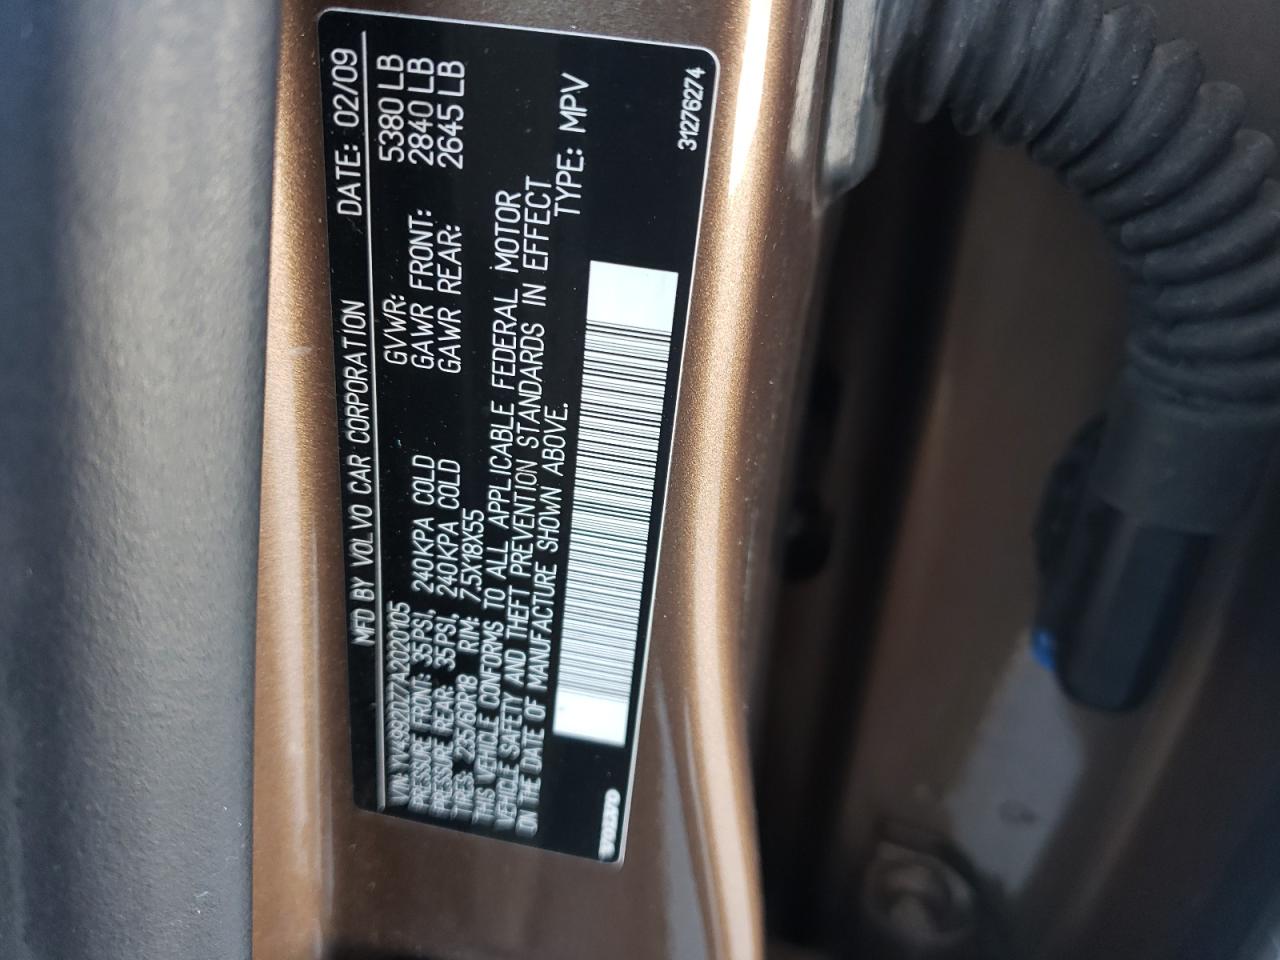 MFD BY VOLVO CAR CORPORATION DATE: 02/09
VIN: YV4992DZ7A2020105 GVWR: 5380 LB
PRESSURE FRONT: 35PSI, 240KPA COLD GAWR FRONT: 2840 LB
PRESSURE REAR: 35PSI, 240KPA COLD GAWR REAR: 2645 LB
TIRES: 235/60R18 RIM: 7.5X18X55
THIS VEHICLE CONFORMS TO ALL APPLICABLE FEDERAL MOTOR
VEHICLE SAFETY AND THEFT PREVENTION STANDARDS IN EFFECT
ON THE DATE OF MANUFACTURE SHOWN ABOVE.
TYPE: MPV
VOLVO 31276274